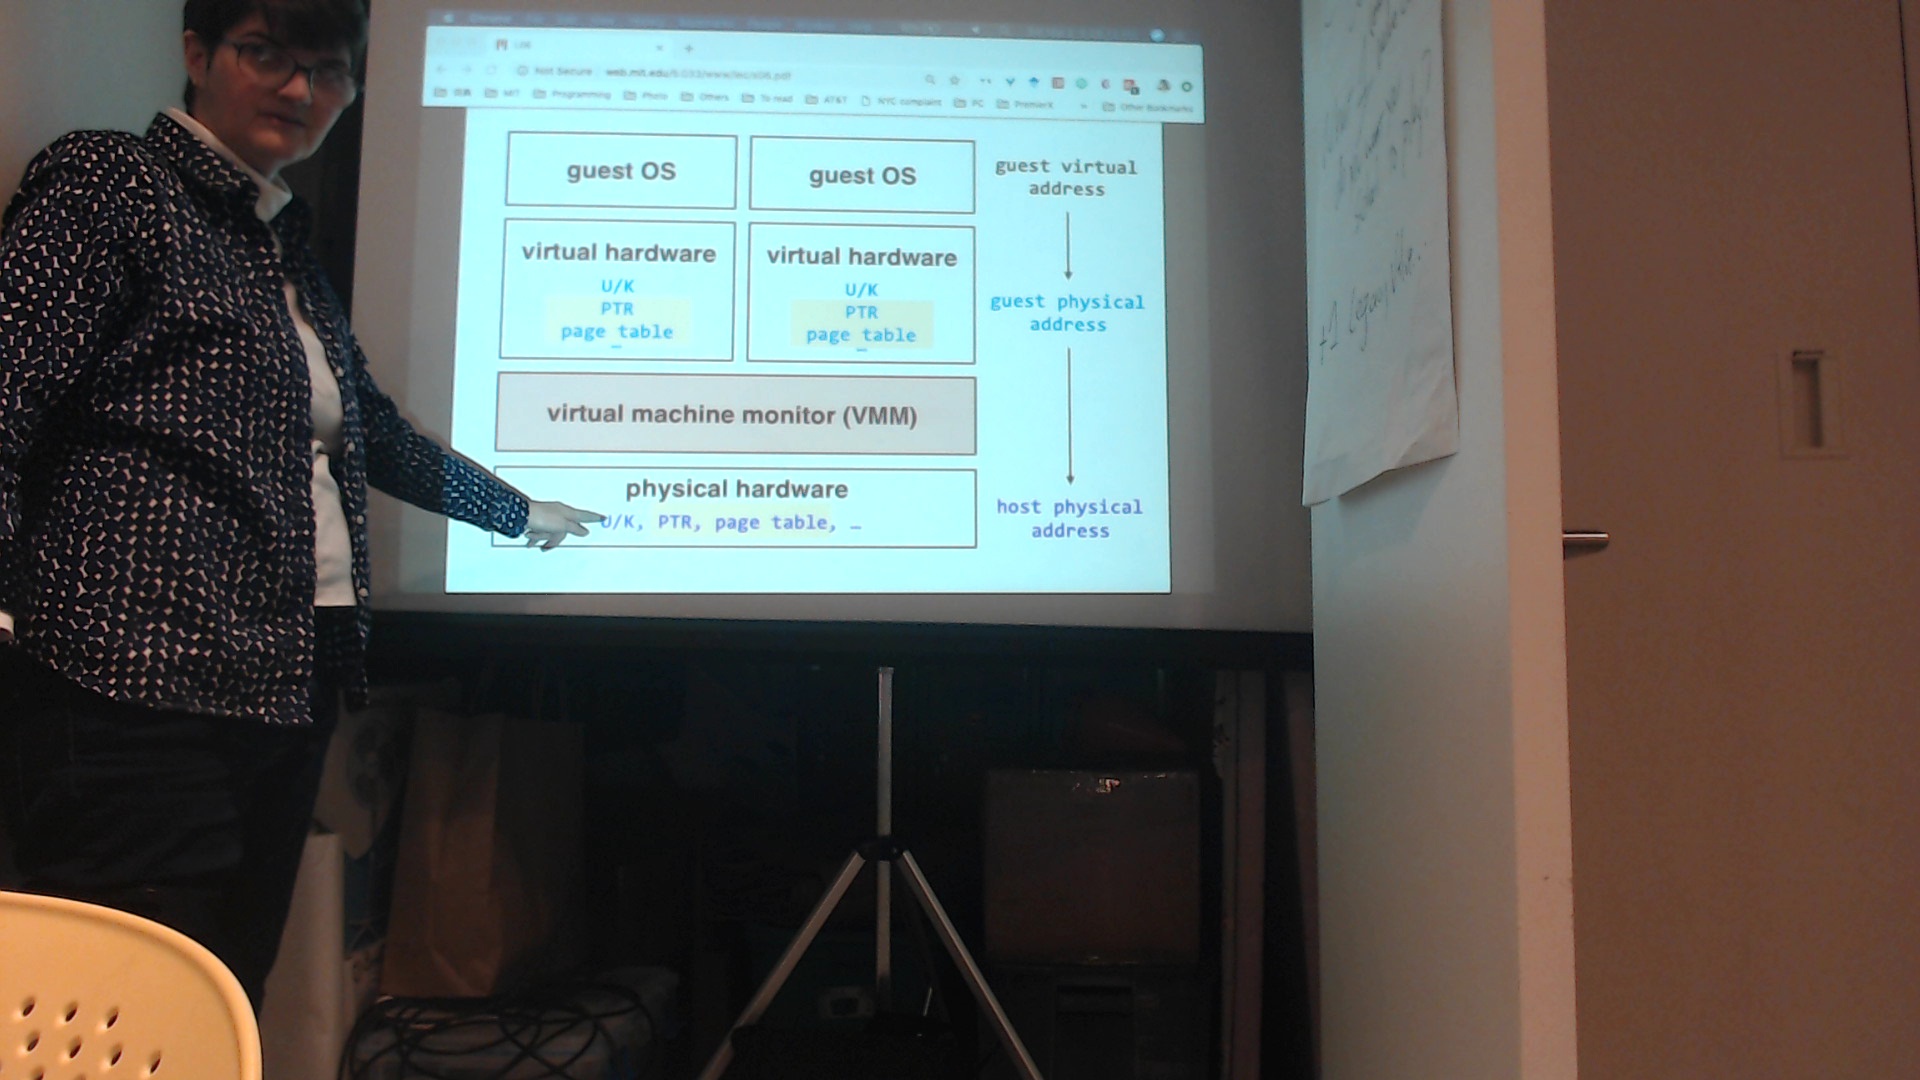 Not Secure web.mit.edu/6.033/www/lec/s06.pdf
MIT Programming Photo Others To read AT&T NYC complaint PC PremierX » Other Bookmarks
guest OS
guest OS
guest virtual
address
virtual hardware
U/K
PTR
page table
…
virtual hardware
U/K
PTR
page table
…
guest physical
address
virtual machine monitor (VMM)
physical hardware
U/K, PTR, page table, …
host physical
address